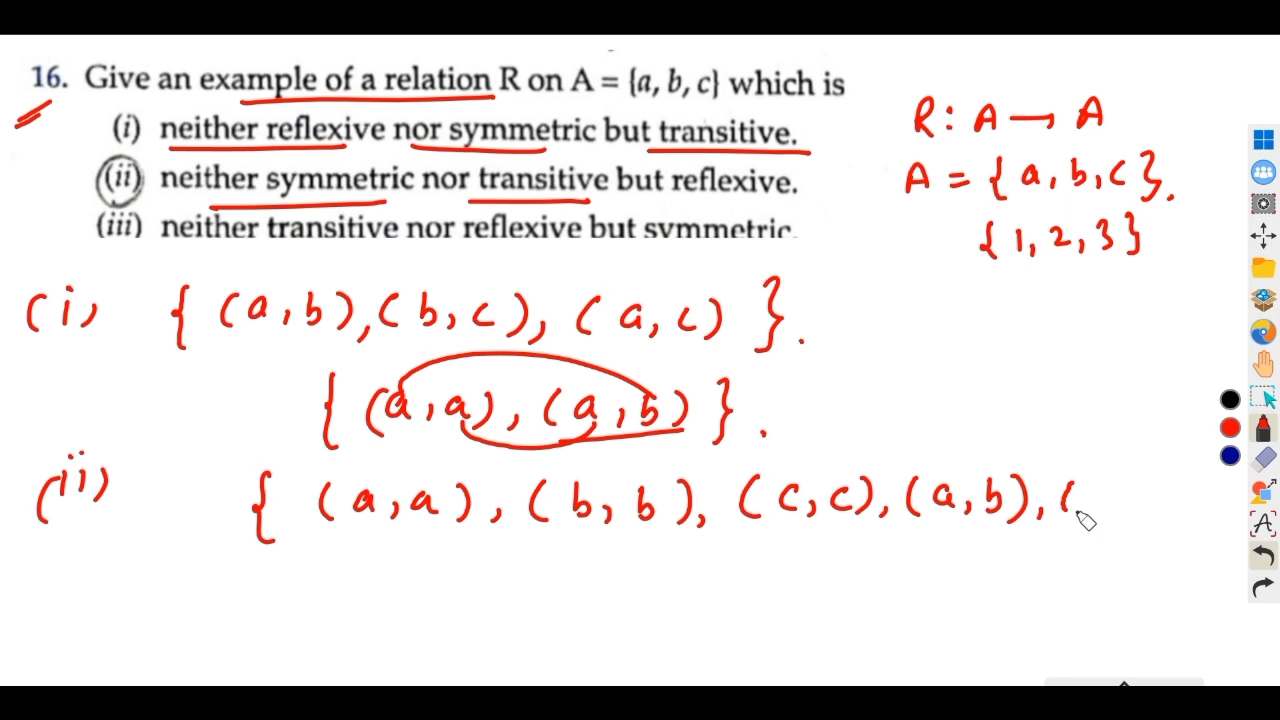 16. Give an example of a relation R on A = {a, b, c} which is
(i) neither reflexive nor symmetric but transitive.
(ii) neither symmetric nor transitive but reflexive.
(iii) neither transitive nor reflexive but symmetric.
R: A → A
A = { a, b, c }.
{ 1, 2, 3 }
(i) { (a, b), (b, c), (a, c) }.
{ (a, a), (a, b) }.
(ii) { (a, a), (b, b), (c, c), (a, b), (